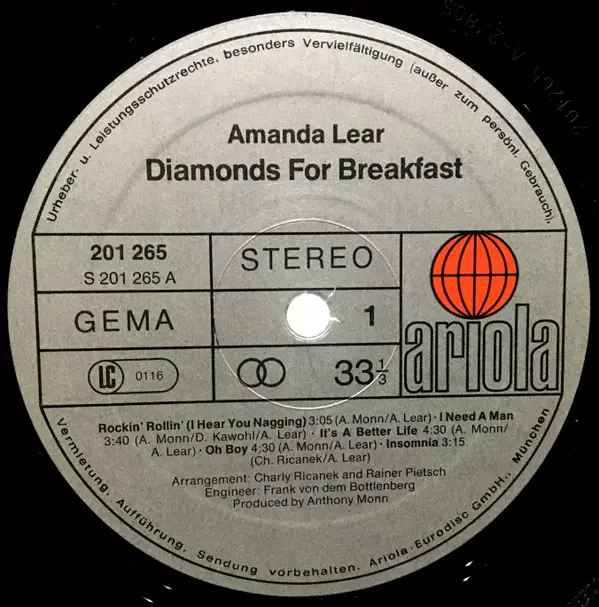 Urheber- u. Leistungsschutzrechte, besonders Vervielfältigung (außer zum persönl. Gebrauch),
Amanda Lear
Diamonds For Breakfast
201 265
S 201 265 A
STEREO
GEMA
1
LC 0116
33 1/3
ariola
Rockin' Rollin' (I Hear You Nagging) 3:05 (A. Monn/A. Lear) · I Need A Man
3:40 (A. Monn/D. Kawohl/A. Lear) · It's A Better Life 4:30 (A. Monn/
A. Lear) · Oh Boy 4:30 (A. Monn/A. Lear) · Insomnia 3:15
(Ch. Ricanek/A. Lear)
Arrangement: Charly Ricanek and Rainer Pietsch
Engineer: Frank von dem Bottlenberg
Produced by Anthony Monn
Vermietung, Aufführung, Sendung vorbehalten. Ariola-Eurodisc GmbH., München